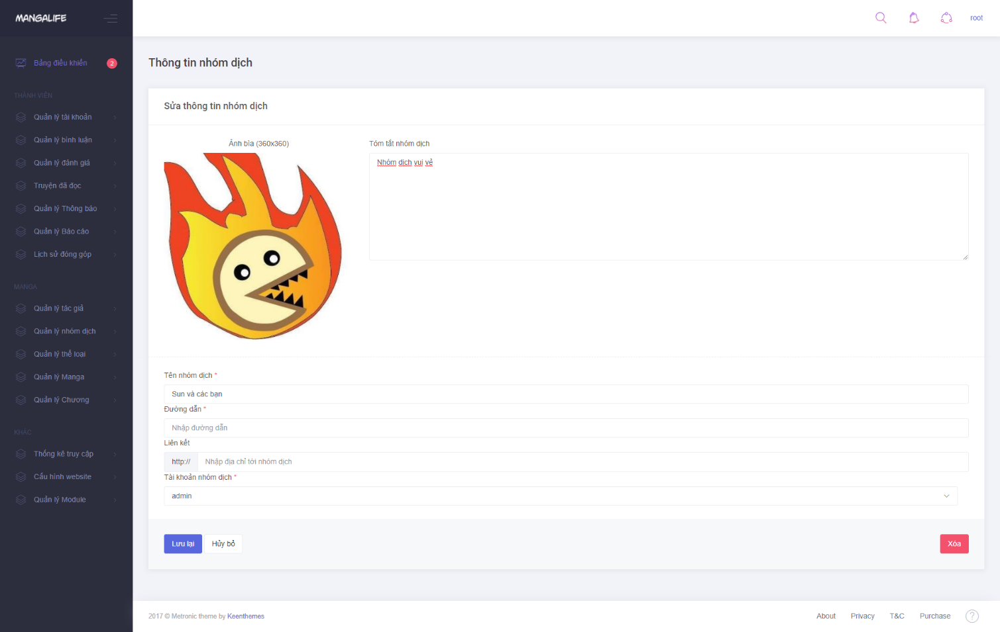 MANGALIFE
root
Bảng điều khiển
2
THÀNH VIÊN
Quản lý tài khoản
Quản lý bình luận
Quản lý đánh giá
Truyện đã đọc
Quản lý Thông báo
Quản lý Báo cáo
Lịch sử đóng góp
MANGA
Quản lý tác giả
Quản lý nhóm dịch
Quản lý thể loại
Quản lý Manga
Quản lý Chương
KHÁC
Thống kê truy cập
Cấu hình website
Quản lý Module
Thông tin nhóm dịch
Sửa thông tin nhóm dịch
Ảnh bìa (360x360)
Tóm tắt nhóm dịch
Nhóm dịch vui vẻ
Tên nhóm dịch *
Sun và các bạn
Đường dẫn *
Nhập đường dẫn
Liên kết
http:// Nhập địa chỉ tới nhóm dịch
Tài khoản nhóm dịch *
admin
Lưu lại Hủy bỏ Xóa
2017 © Metronic theme by Keenthemes
About Privacy T&C Purchase ?